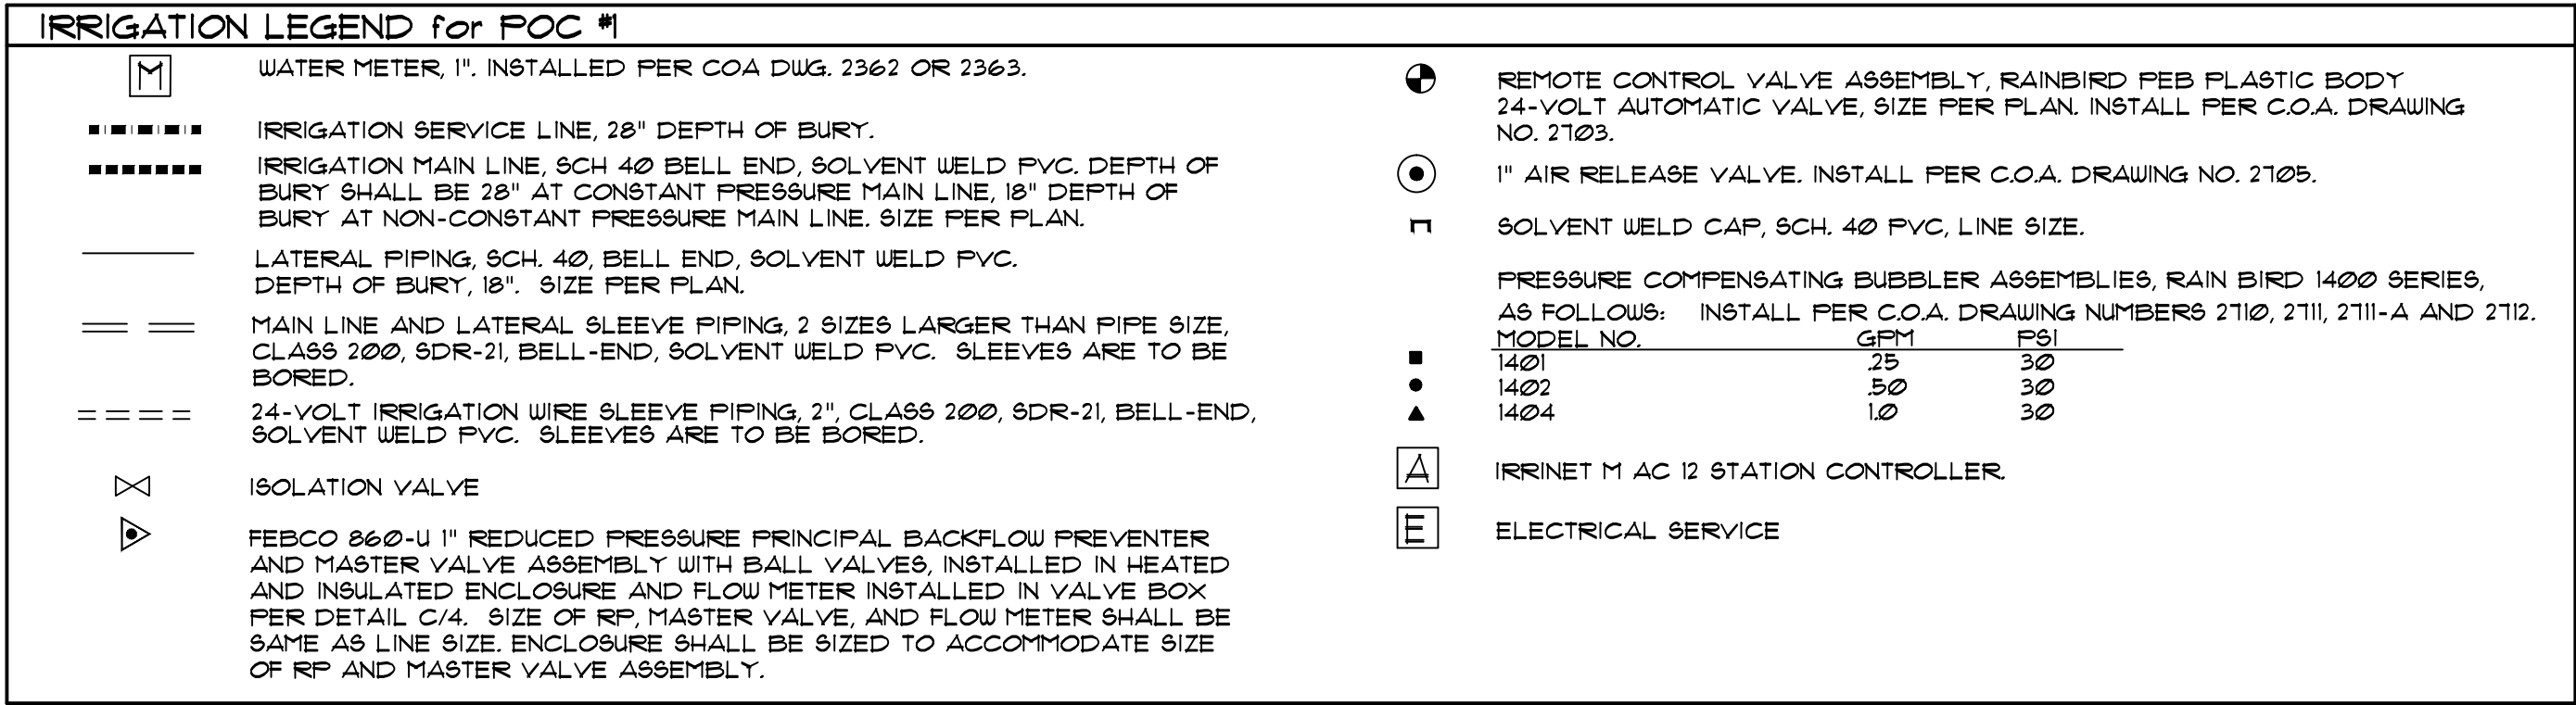 IRRIGATION LEGEND for POC #1
M
WATER METER, 1". INSTALLED PER COA DWG. 2362 OR 2363.
IRRIGATION SERVICE LINE, 28" DEPTH OF BURY.
IRRIGATION MAIN LINE, SCH 40 BELL END, SOLVENT WELD PVC. DEPTH OF
BURY SHALL BE 28" AT CONSTANT PRESSURE MAIN LINE, 18" DEPTH OF
BURY AT NON-CONSTANT PRESSURE MAIN LINE. SIZE PER PLAN.
LATERAL PIPING, SCH. 40, BELL END, SOLVENT WELD PVC.
DEPTH OF BURY, 18". SIZE PER PLAN.
MAIN LINE AND LATERAL SLEEVE PIPING, 2 SIZES LARGER THAN PIPE SIZE,
CLASS 200, SDR-21, BELL-END, SOLVENT WELD PVC. SLEEVES ARE TO BE
BORED.
24-VOLT IRRIGATION WIRE SLEEVE PIPING, 2", CLASS 200, SDR-21, BELL-END,
SOLVENT WELD PVC. SLEEVES ARE TO BE BORED.
ISOLATION VALVE
FEBCO 860-U 1" REDUCED PRESSURE PRINCIPAL BACKFLOW PREVENTER
AND MASTER VALVE ASSEMBLY WITH BALL VALVES, INSTALLED IN HEATED
AND INSULATED ENCLOSURE AND FLOW METER INSTALLED IN VALVE BOX
PER DETAIL C/4. SIZE OF RP, MASTER VALVE, AND FLOW METER SHALL BE
SAME AS LINE SIZE. ENCLOSURE SHALL BE SIZED TO ACCOMMODATE SIZE
OF RP AND MASTER VALVE ASSEMBLY.
REMOTE CONTROL VALVE ASSEMBLY, RAINBIRD PEB PLASTIC BODY
24-VOLT AUTOMATIC VALVE, SIZE PER PLAN. INSTALL PER C.O.A. DRAWING
NO. 2703.
1" AIR RELEASE VALVE. INSTALL PER C.O.A. DRAWING NO. 2705.
SOLVENT WELD CAP, SCH. 40 PVC, LINE SIZE.
PRESSURE COMPENSATING BUBBLER ASSEMBLIES, RAIN BIRD 1400 SERIES,
AS FOLLOWS: INSTALL PER C.O.A. DRAWING NUMBERS 2710, 2711, 2711-A AND 2712.
MODEL NO. GPM PSI
1401 .25 30
1402 .50 30
1404 1.0 30
A
IRRINET M AC 12 STATION CONTROLLER.
E
ELECTRICAL SERVICE